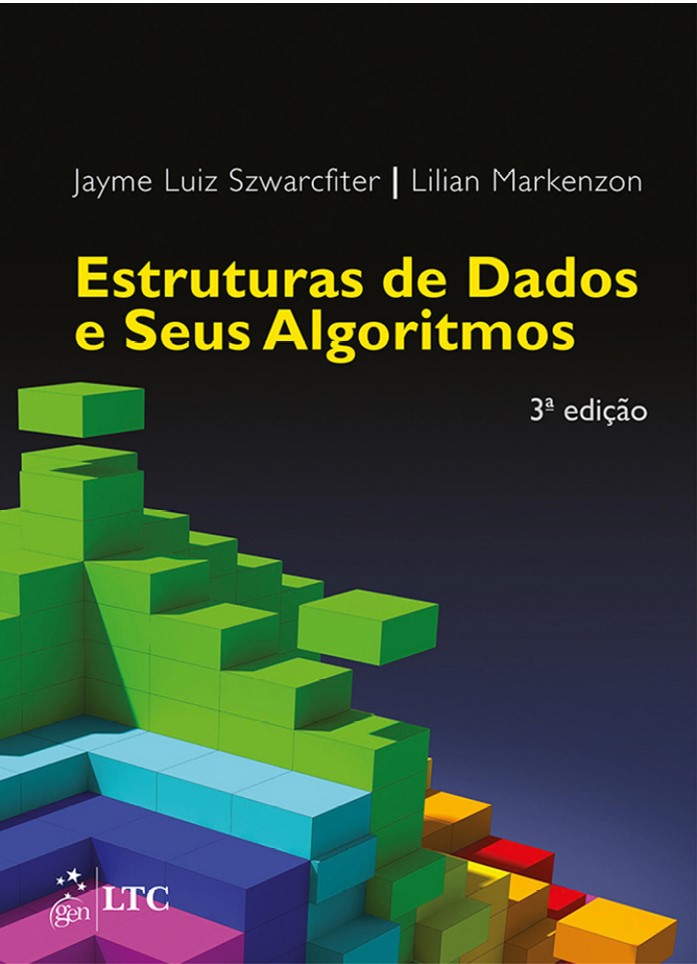 Jayme Luiz Szwarcfiter | Lilian Markenzon
Estruturas de Dados
e Seus Algoritmos
3ª edição
gen | LTC